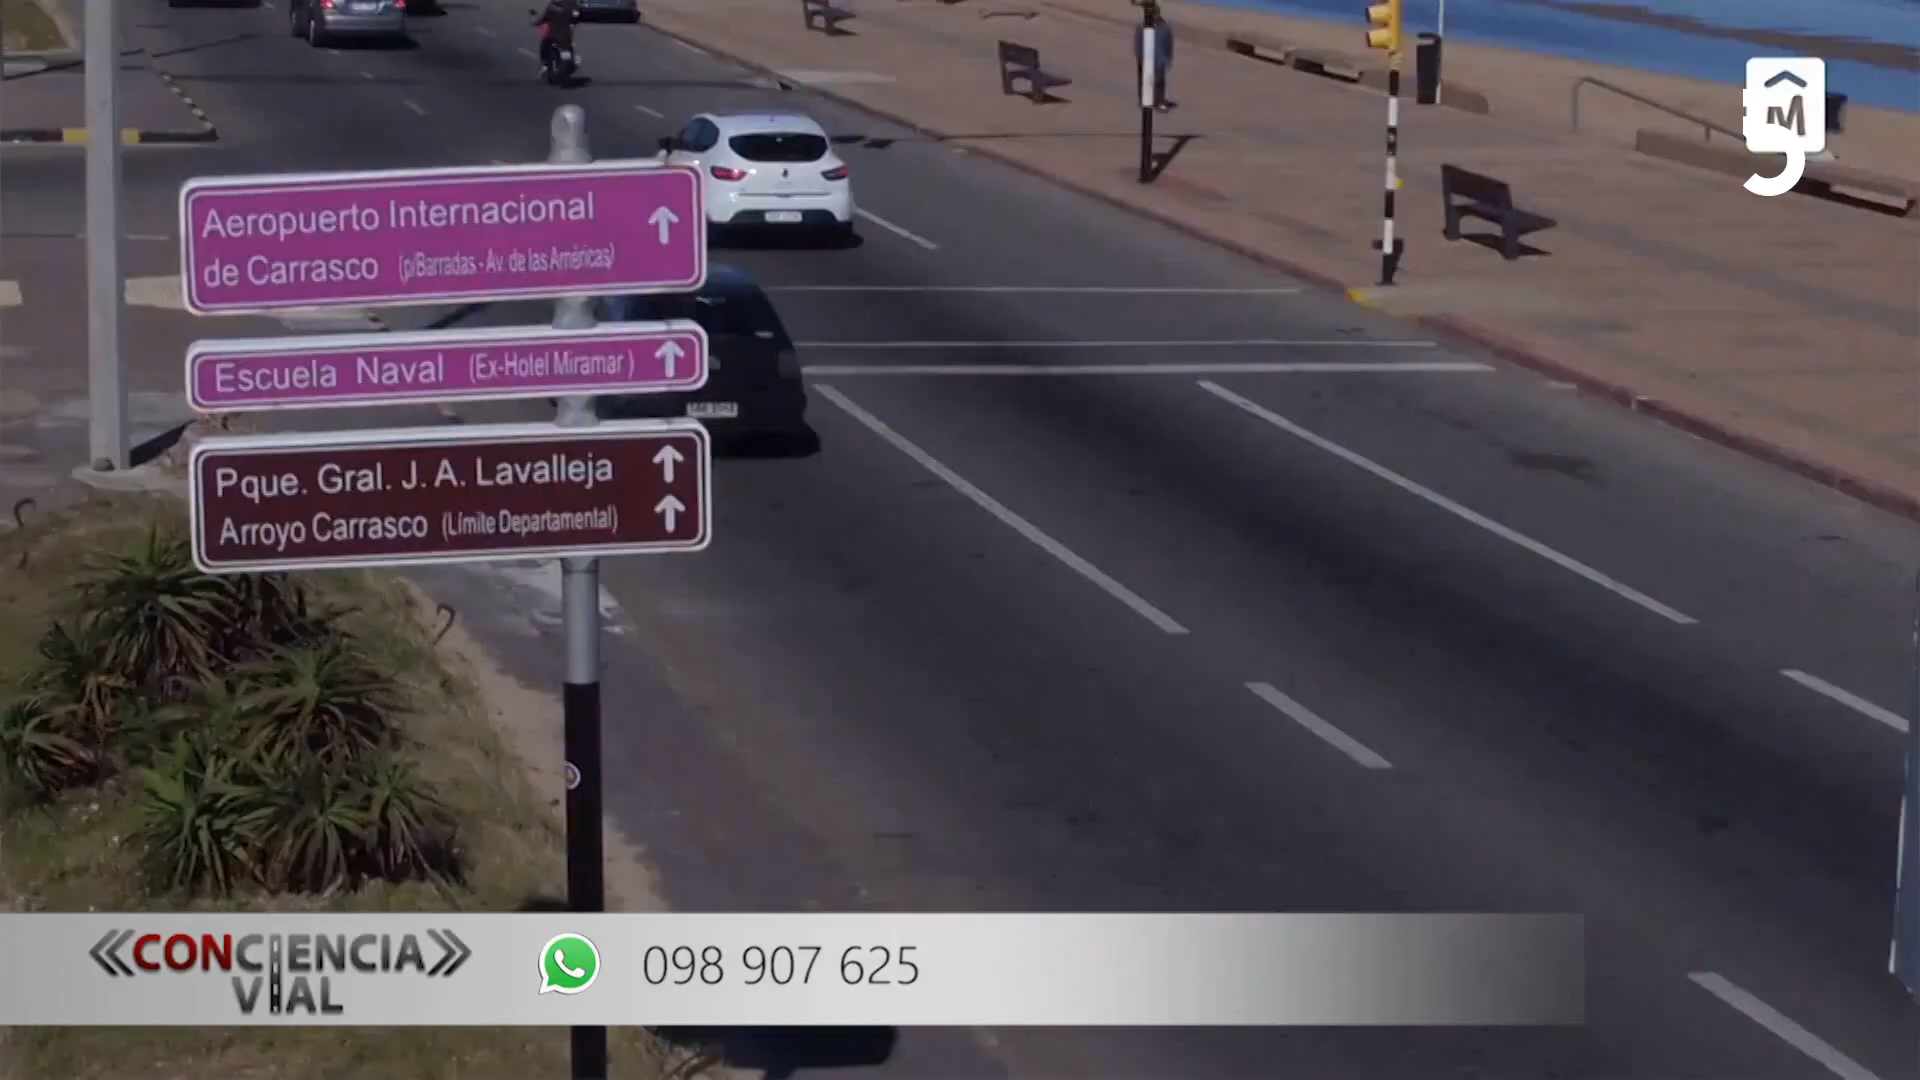 Aeropuerto Internacional
de Carrasco (p/Barradas - Av. de las Américas)
Escuela Naval (Ex-Hotel Miramar)
Pque. Gral. J. A. Lavalleja
Arroyo Carrasco (Límite Departamental)
M
CONCIENCIA
VIAL
098 907 625